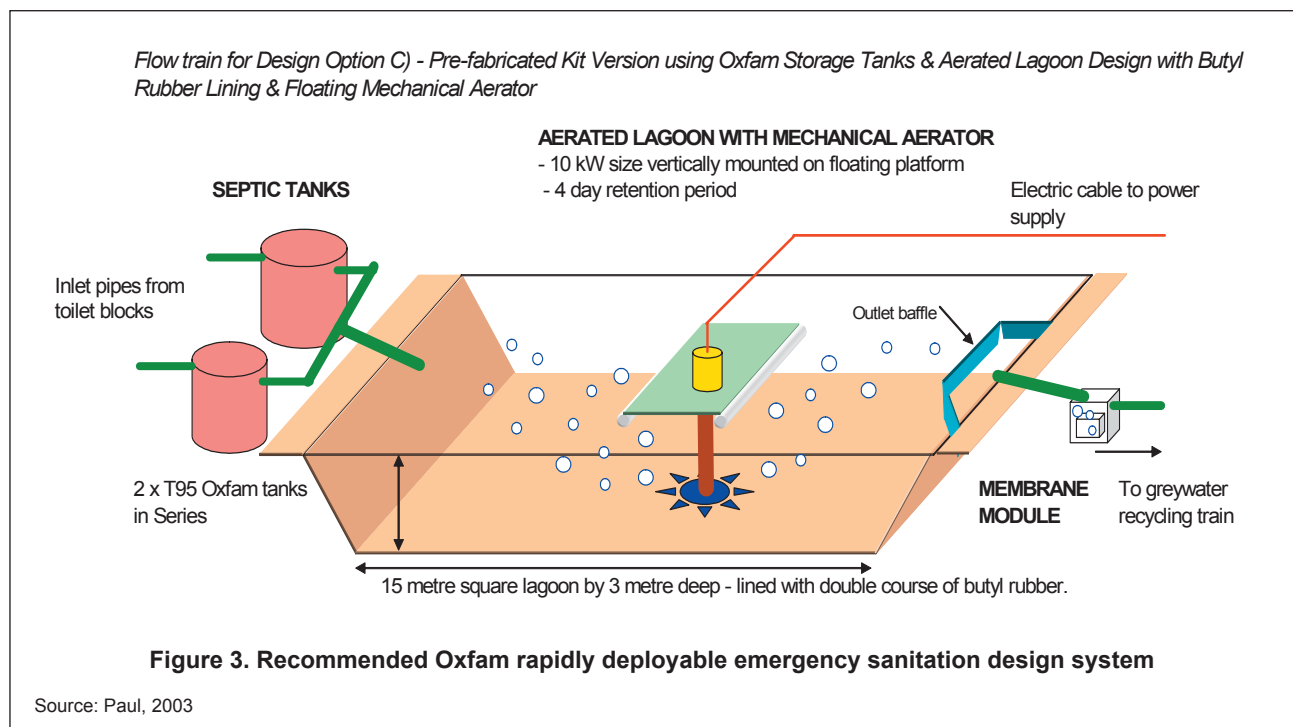 Flow train for Design Option C) - Pre-fabricated Kit Version using Oxfam Storage Tanks & Aerated Lagoon Design with Butyl
Rubber Lining & Floating Mechanical Aerator
AERATED LAGOON WITH MECHANICAL AERATOR
- 10 kW size vertically mounted on floating platform
- 4 day retention period
SEPTIC TANKS
Electric cable to power
supply
Inlet pipes from
toilet blocks
Outlet baffle
2 x T95 Oxfam tanks
in Series
MEMBRANE
MODULE
To greywater
recycling train
15 metre square lagoon by 3 metre deep - lined with double course of butyl rubber.
Figure 3. Recommended Oxfam rapidly deployable emergency sanitation design system
Source: Paul, 2003